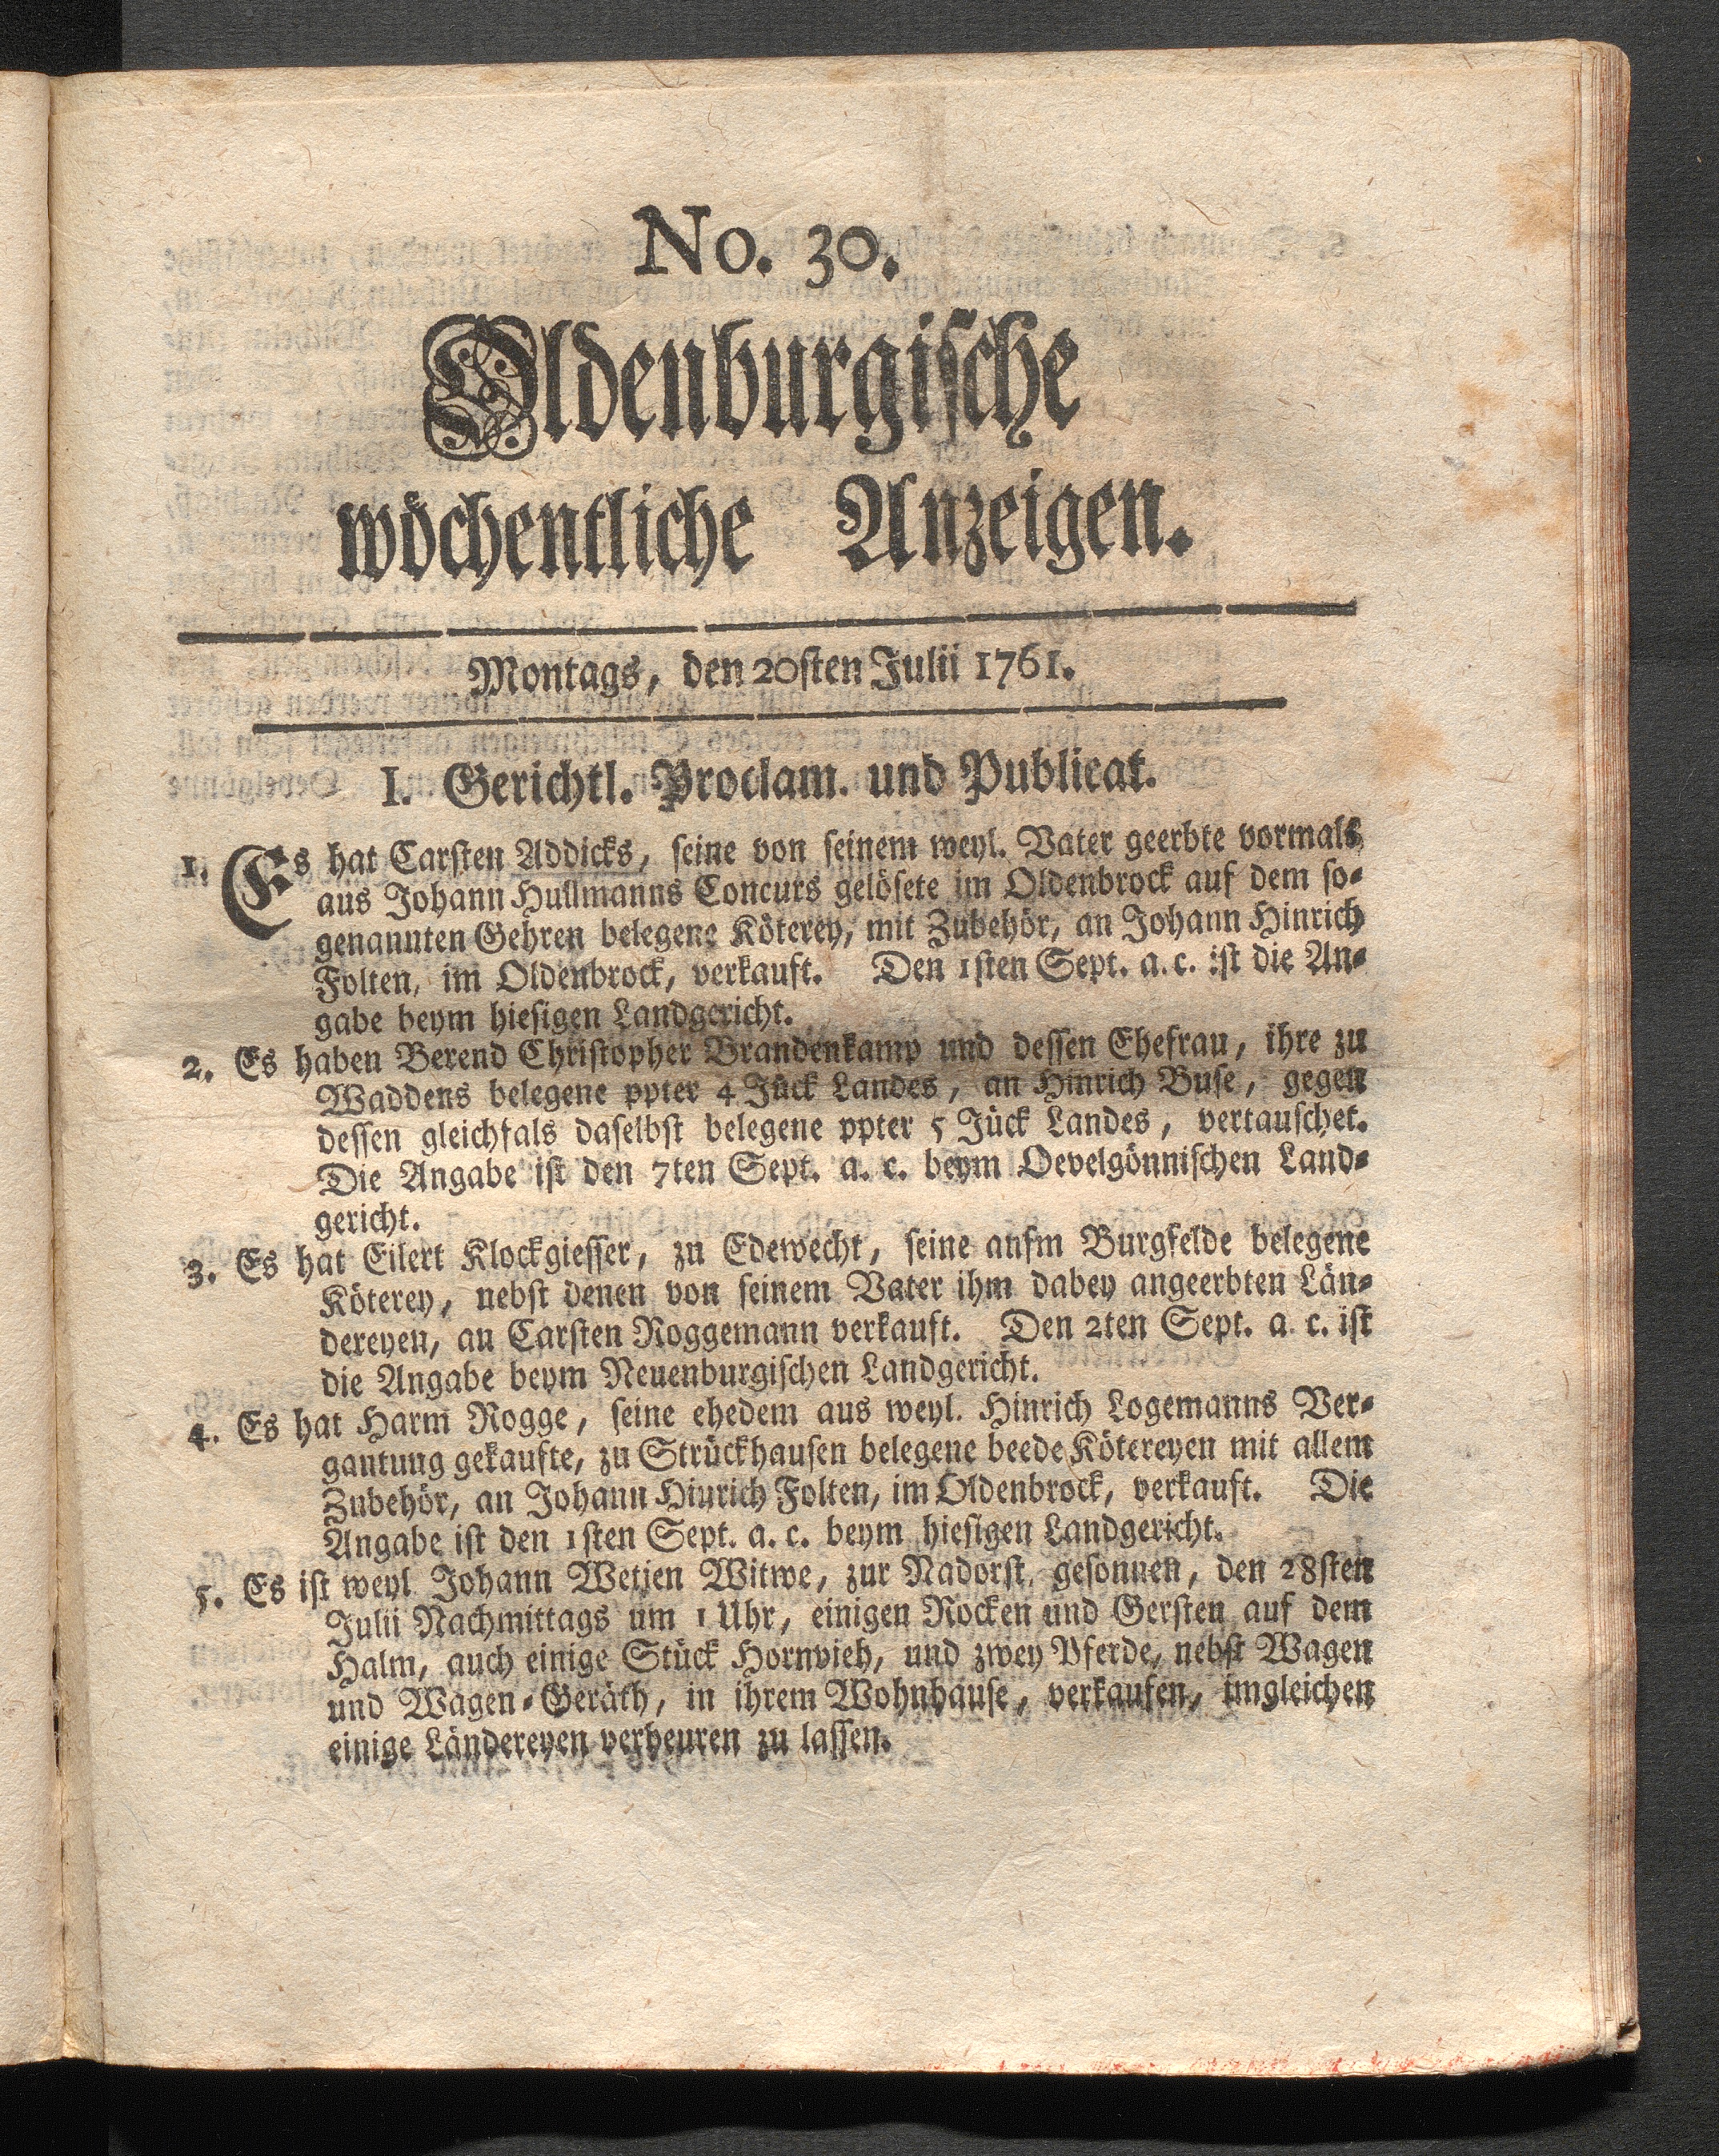 No. 30.
Oldenburgische
wöchentliche Anzeigen.
Montags, den 20sten Julii 1761.
I. Gerichtl. Proclam. und Publicat.
1. Es hat Carsten Addicks, seine von seinem weyl. Vater geerbte vormals
aus Johann Hullmanns Concurs gelösete im Oldenbrock auf dem so-
genannten Gehren belegene Köterey, mit Zubehör, an Johann Hinrich
Folten, im Oldenbrock, verkauft. Den 1sten Sept. a. c. ist die An-
gabe beym hiesigen Landgericht.
2. Es haben Berend Christopher Brandenkamp und dessen Ehefrau, ihre zu
Waddens belegene ppter 4 Jück Landes, an Hinrich Buse, gegen
dessen gleichfals daselbst belegene ppter 5 Jück Landes, vertauschet.
Die Angabe ist den 7ten Sept. a. c. beym Oevelgönnischen Land-
gericht.
3. Es hat Eilert Klockgiesser, zu Edewecht, seine aufm Burgfelde belegene
Köterey, nebst denen von seinem Vater ihm dabey angeerbten Län-
dereyen, an Carsten Roggemann verkauft. Den 2ten Sept. a. c. ist
die Angabe beym Neuenburgischen Landgericht.
4. Es hat Harm Rogge, seine ehedem aus weyl. Hinrich Logemanns Ver-
gantung gekaufte, zu Strückhausen belegene beede Kötereyen mit allem
Zubehör, an Johann Hinrich Folten, im Oldenbrock, verkauft. Die
Angabe ist den 1sten Sept. a. c. beym hiesigen Landgericht.
5. Es ist weyl. Johann Wetjen Witwe, zur Nadorst, gesonnen, den 28sten
Julii Nachmittags um 1 Uhr, einigen Rocken und Gersten auf dem
Halm, auch einige Stück Hornvieh, und zwey Pferde, nebst Wagen
und Wagen-Geräth, in ihrem Wohnhause, verkaufen, imgleichen
einige Ländereyen verheuren zu lassen.